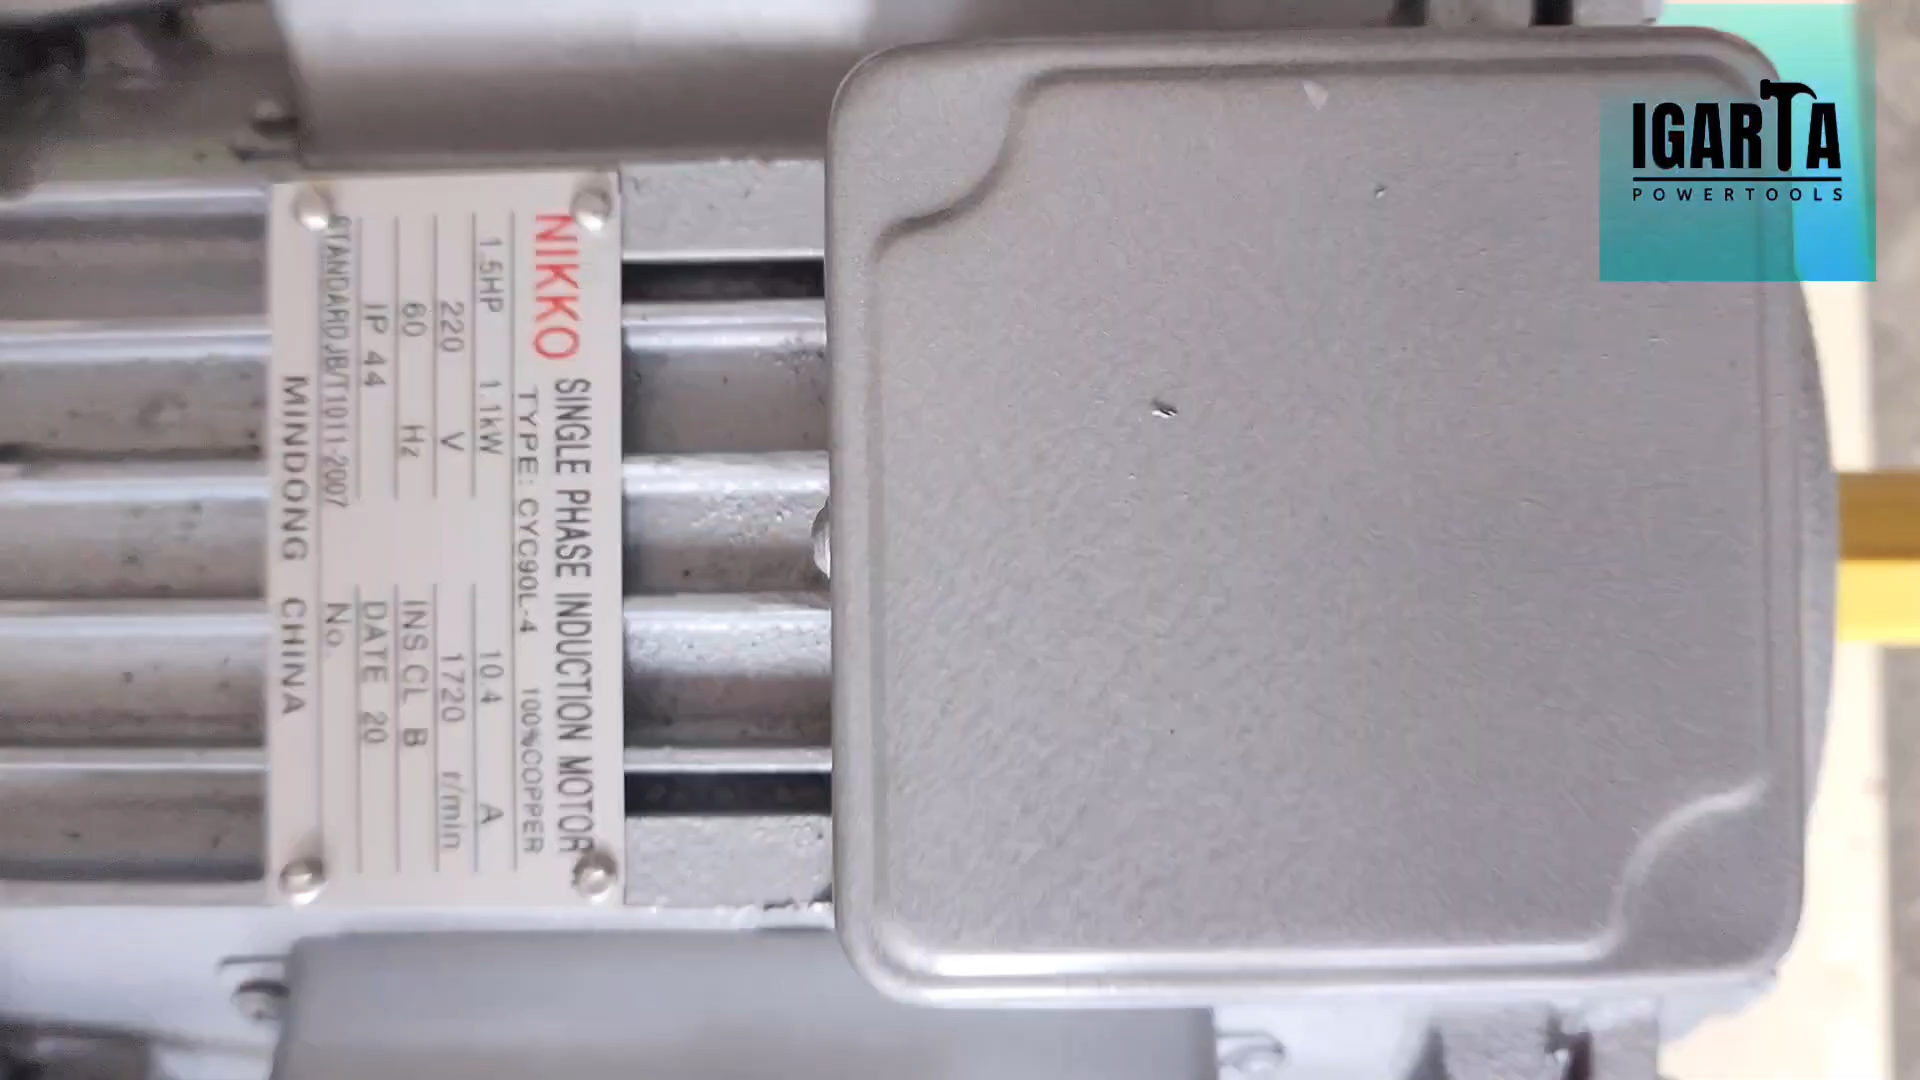 NIKKO SINGLE PHASE INDUCTION MOTOR
TYPE: CYC90L-4 100%COPPER
1.5HP 1.1kW 10.4 A
220 V 1720 r/min
60 Hz INS CL B
IP 44 DATE 20
STANDARD JB/T1011-2007 No.
MINDONG CHINA
IGARTA
POWERTOOLS